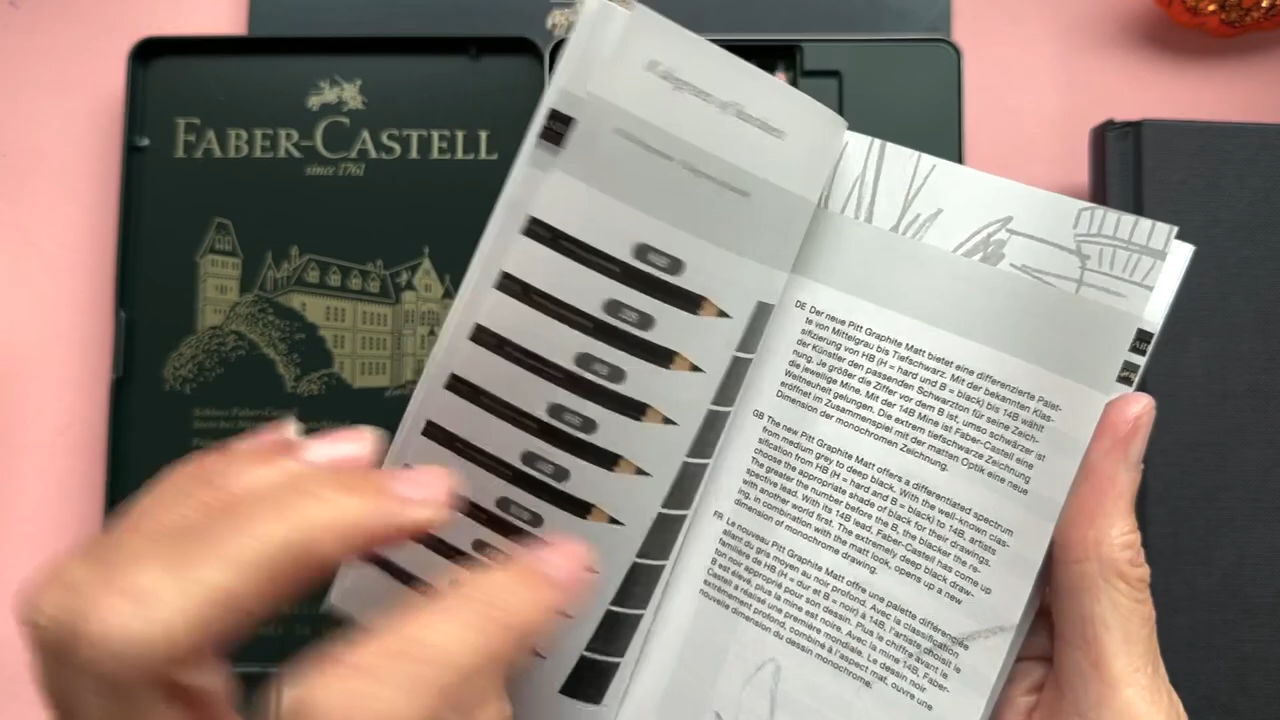 FABER-CASTELL
since 1761
Schloss Faber-Castell
DE Der neue Pitt Graphite Matt bietet eine differenzierte Palet-
te von Mittelgrau bis Tiefschwarz. Mit der bekannten Klas-
sifizierung von HB (H = hard und B = black) bis 14B wählt
der Künstler den passenden Schwarzton für seine Zeich-
nung. Je größer die Ziffer vor dem B ist, umso schwärzer ist
die jeweilige Mine. Mit der 14B Mine ist Faber-Castell eine
Weltneuheit gelungen. Die extrem tiefschwarze Zeichnung
eröffnet im Zusammenspiel mit der matten Optik eine neue
Dimension der monochromen Zeichnung.
GB The new Pitt Graphite Matt offers a differentiated spectrum
from medium grey to deep black. With the well-known clas-
sification from HB (H = hard and B = black) to 14B, artists
choose the appropriate shade of black for their drawings.
The greater the number before the B, the blacker the re-
spective lead. With its 14B lead, Faber-Castell has come up
with another world first. The extremely deep black draw-
ing, in combination with the matt look, opens up a new
dimension of monochrome drawing.
FR Le nouveau Pitt Graphite Matt offre une palette différenciée
allant du gris moyen au noir profond. Avec la classification
familière de HB (H = dur et B = noir) à 14B, l'artiste choisit le
ton noir approprié pour son dessin. Plus le chiffre avant le
B est élevé, plus la mine est noire. Avec la mine 14B, Faber-
Castell a réalisé une première mondiale. Le dessin noir
extrêmement profond, combiné à l'aspect mat, ouvre une
nouvelle dimension du dessin monochrome.